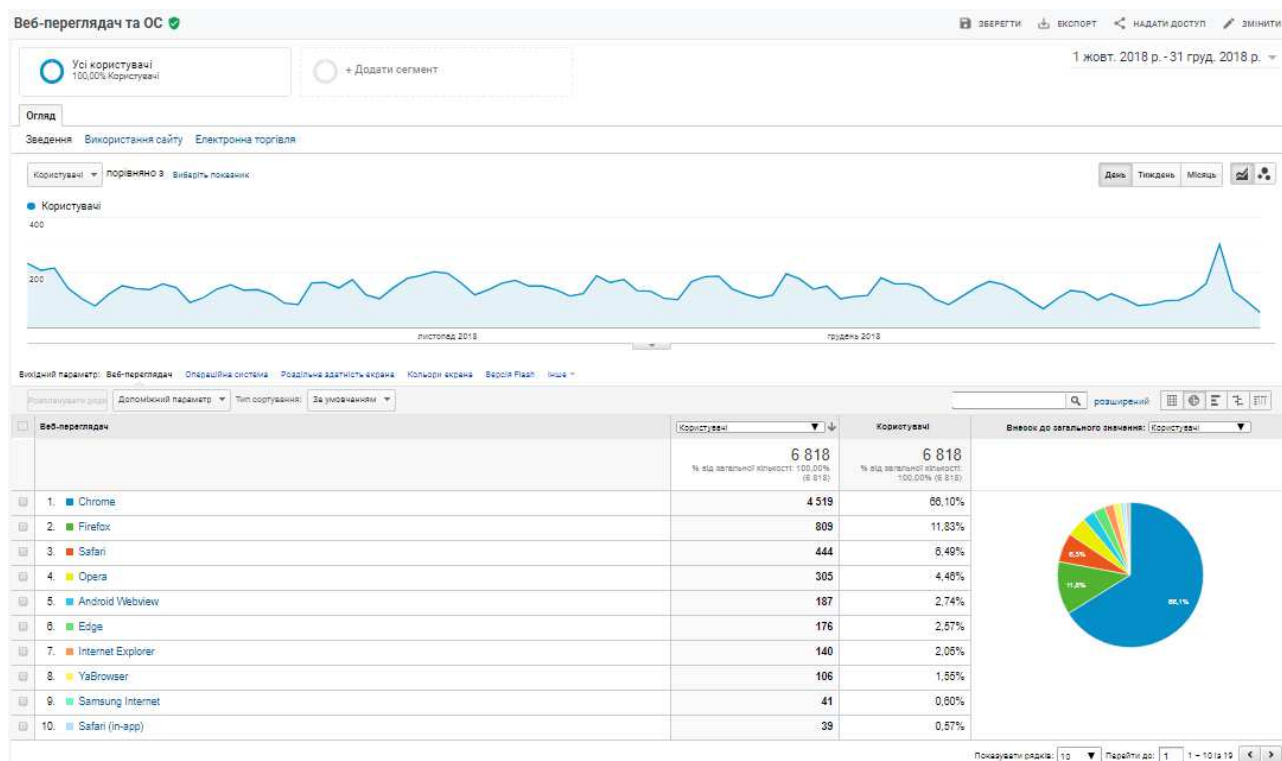 Веб-переглядач та ОС
ЗБЕРЕГТИ ЕКСПОРТ НАДАТИ ДОСТУП ЗМІНИТИ
Усі користувачі
100,00% Користувачі
+ Додати сегмент
1 жовт. 2018 р. - 31 груд. 2018 р.
Огляд
Зведення Використання сайту Електронна торгівля
Користувачі порівняно з Виберіть показник
День Тиждень Місяць
Користувачі
400
200
листопад 2018 грудень 2018
Вихідний параметр: Веб-переглядач Операційна система Роздільна здатність екрана Кольори екрана Версія Flash Інше
Допоміжний параметр Тип сортування: За умовчанням
розширений
Веб-переглядач Користувачі Користувачі Внесок до загального значення: Користувачі
6 818 6 818
% від загальної кількості: 100,00% % від загальної кількості:
(6 818) 100,00% (6 818)
1. Chrome 4 519 66,10%
2. Firefox 809 11,83%
3. Safari 444 6,49%
4. Opera 305 4,46%
5. Android Webview 187 2,74%
6. Edge 176 2,57%
7. Internet Explorer 140 2,05%
8. YaBrowser 106 1,55%
9. Samsung Internet 41 0,60%
10. Safari (in-app) 39 0,57%
6,5%
11,8%
66,1%
Показувати рядків: 10 Перейти до: 1 1 – 10 із 19